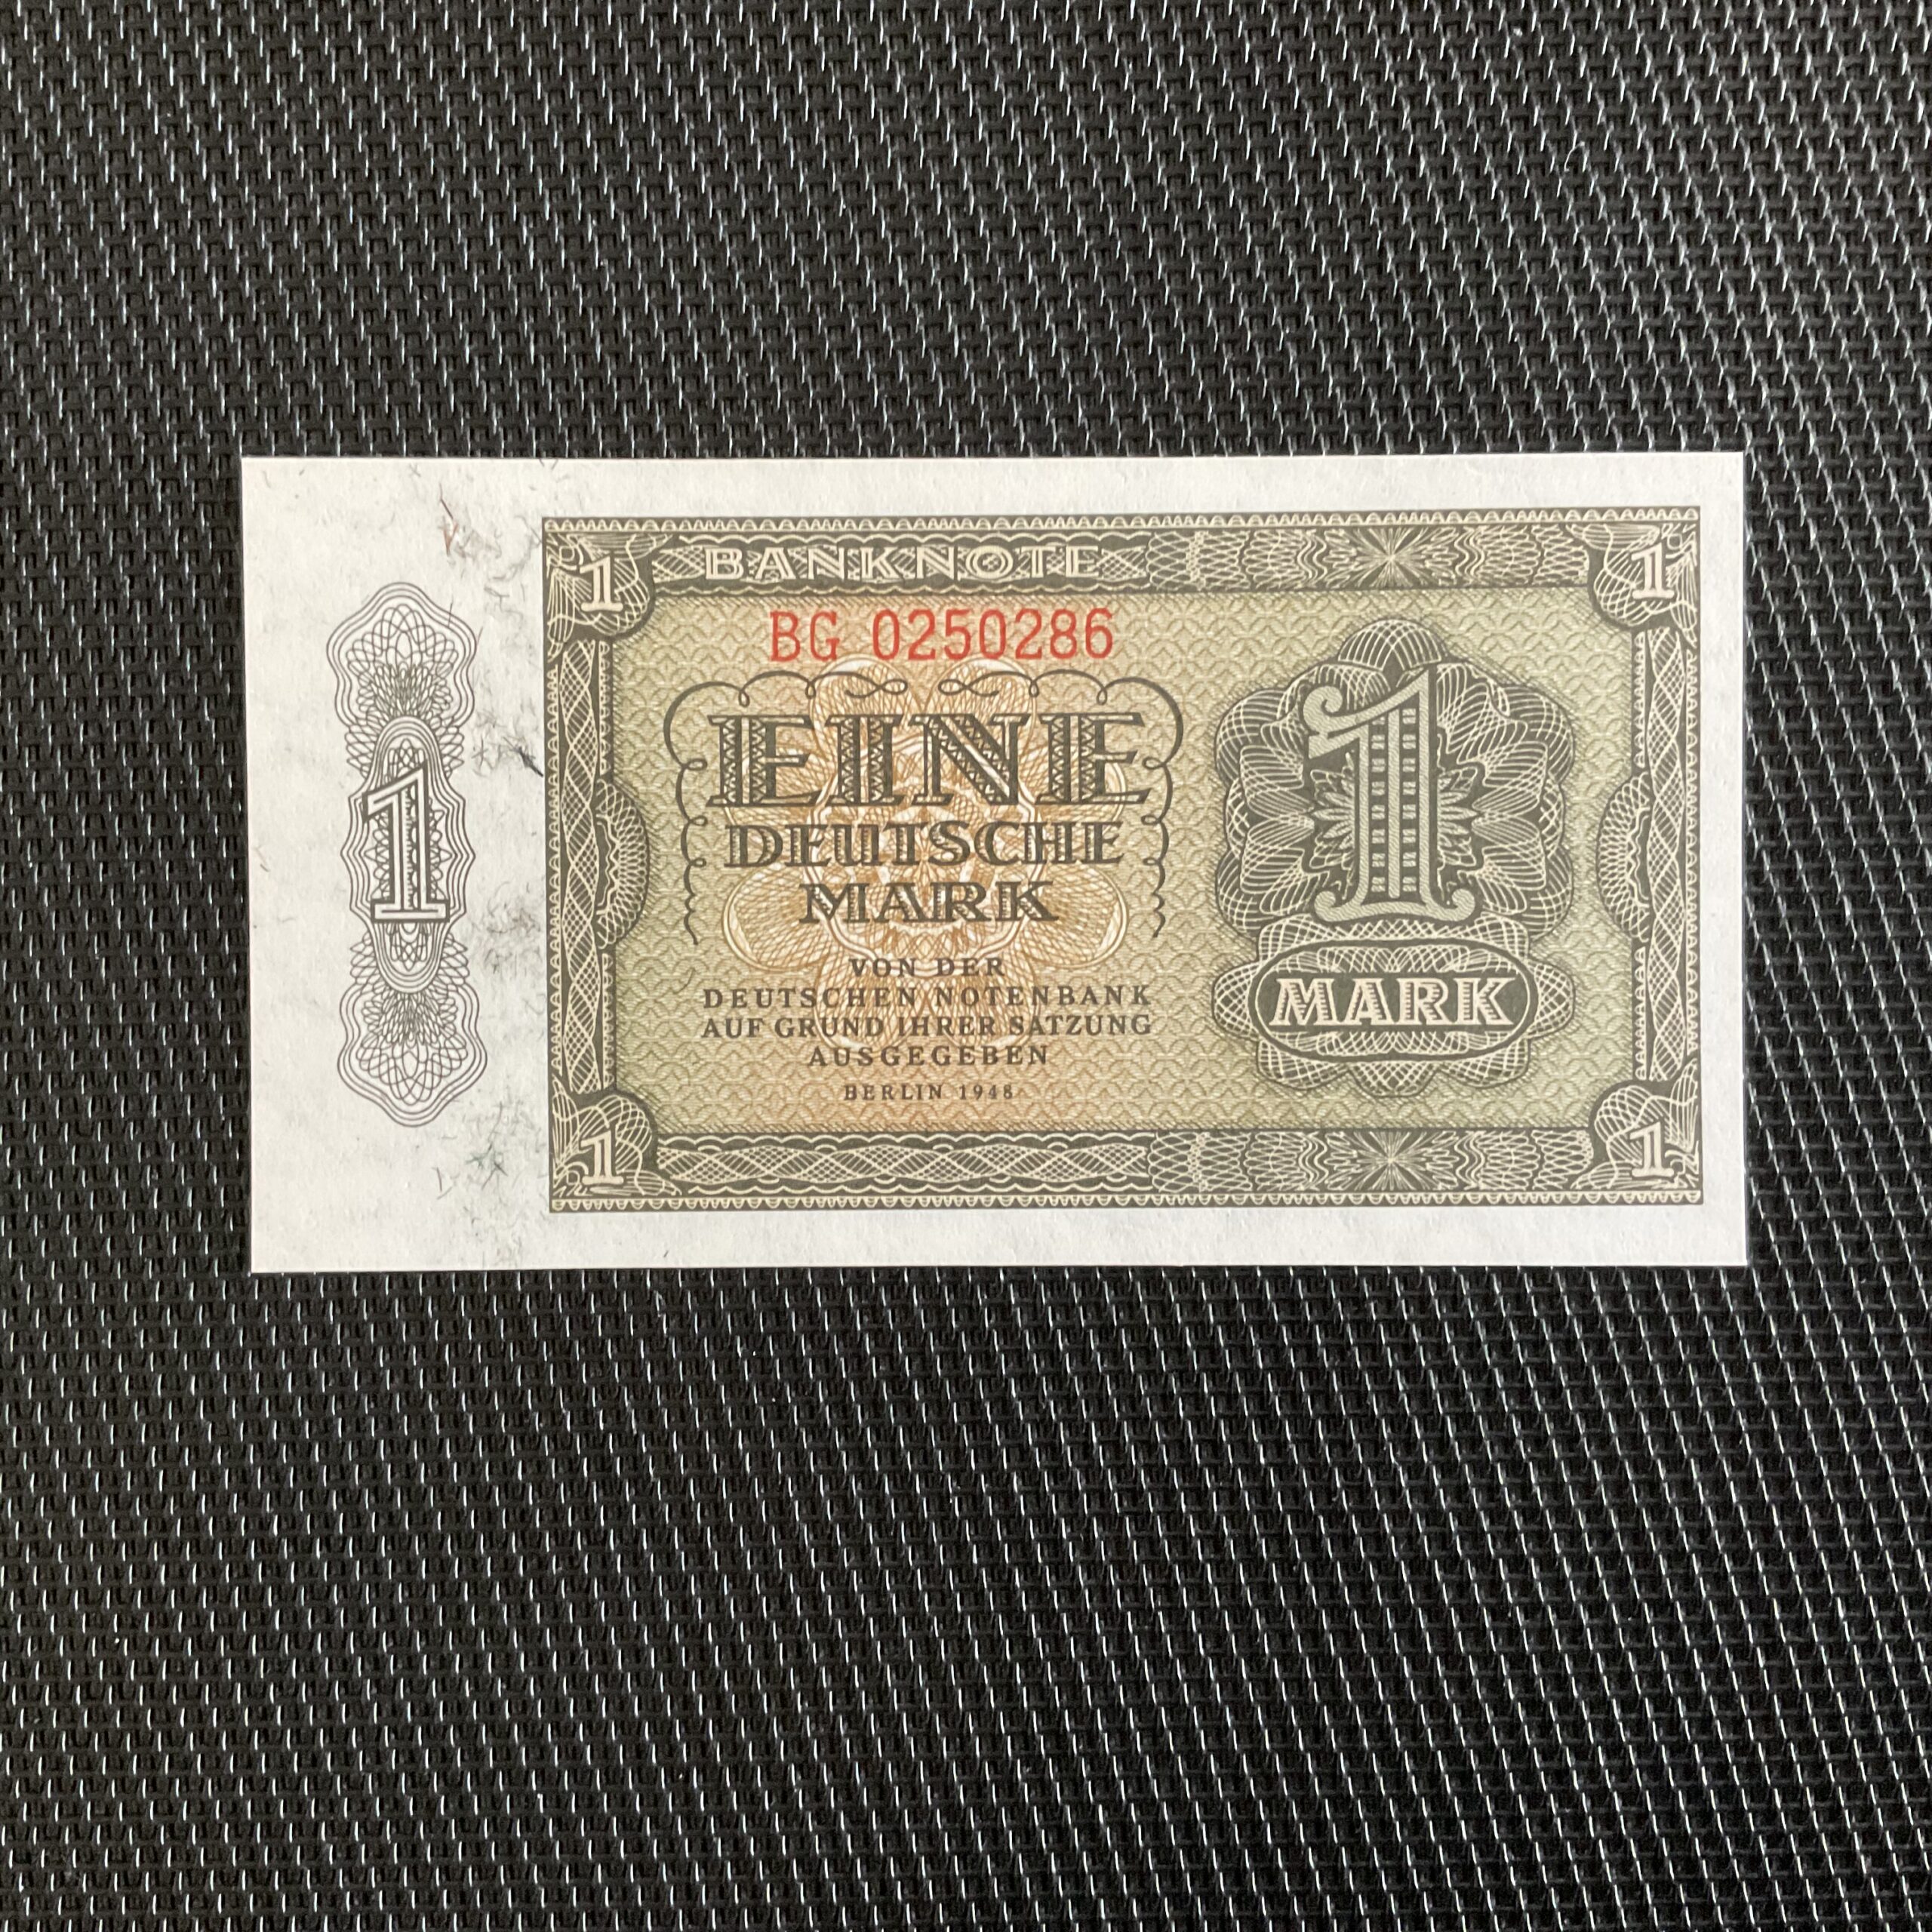 1 BANKNOTE 1
BG 0250286
EINE
DEUTSCHE
MARK
VON DER
DEUTSCHEN NOTENBANK
AUF GRUND IHRER SATZUNG
AUSGEGEBEN
BERLIN 1948
1
1
MARK
1 1